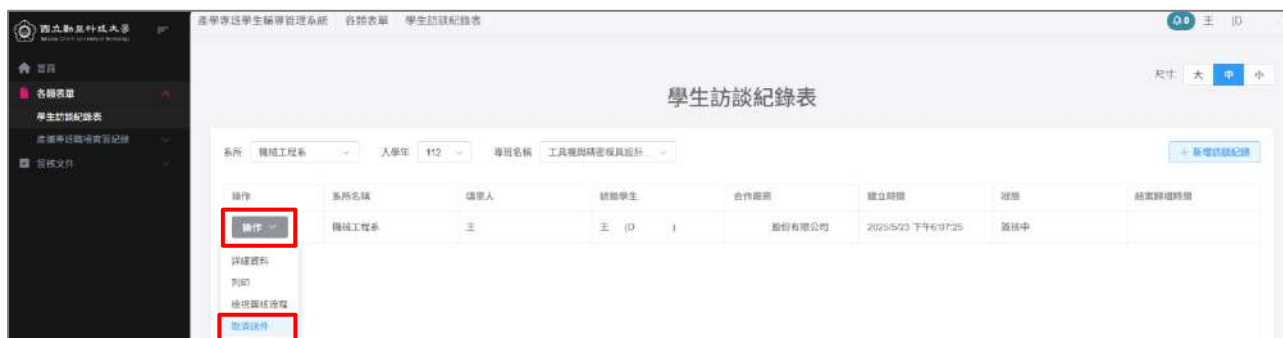 國立勤益科技大學
產學專班學生輔導管理系統 各類表單 學生訪談紀錄表
0 王 (D
首頁
各類表單
學生訪談紀錄表
產攜專班職場實習紀錄
簽核文件
尺寸: 大 中 小
學生訪談紀錄表
系所 機械工程系 入學年 112 專班名稱 工具機與精密模具設計...
+ 新增訪談紀錄
操作 系所名稱 填單人 訪談學生 合作廠商 建立時間 狀態 結案歸檔時間
操作 機械工程系 王 王 (D ) 股份有限公司 2025/5/23 下午6:07:25 簽核中
詳細資料
列印
檢視簽核流程
取消送件